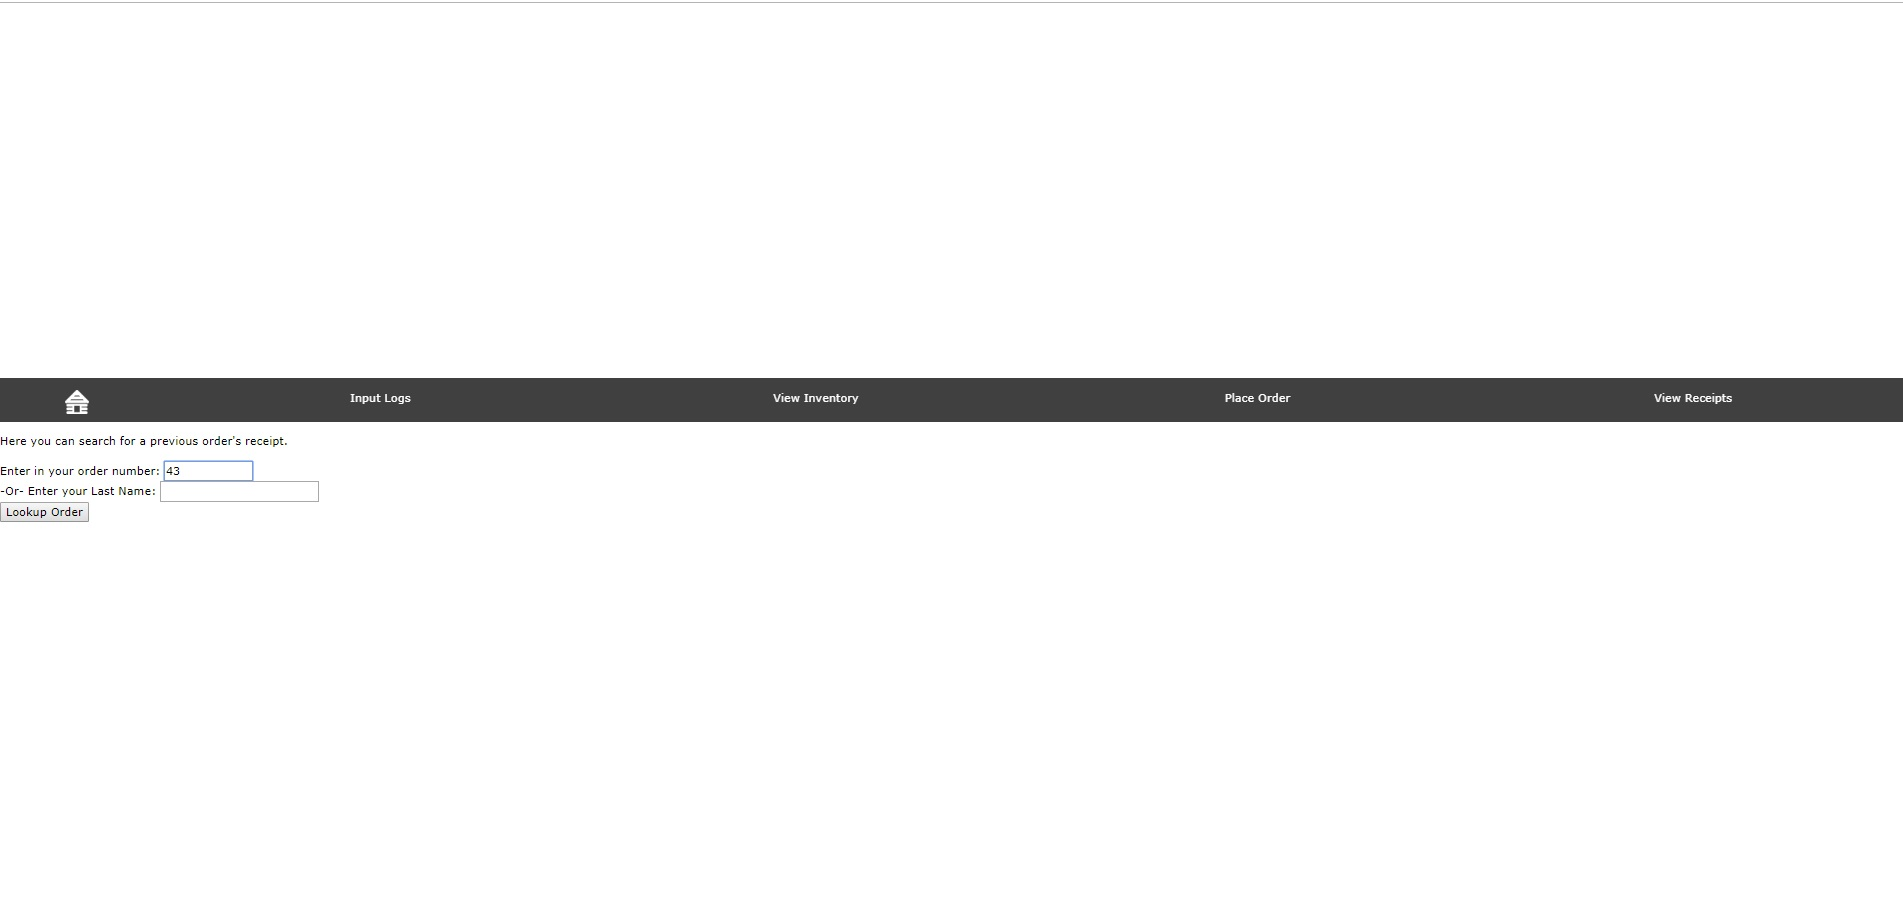 Input Logs View Inventory Place Order View Receipts
Here you can search for a previous order's receipt.
Enter in your order number: 43
-Or- Enter your Last Name:
Lookup Order